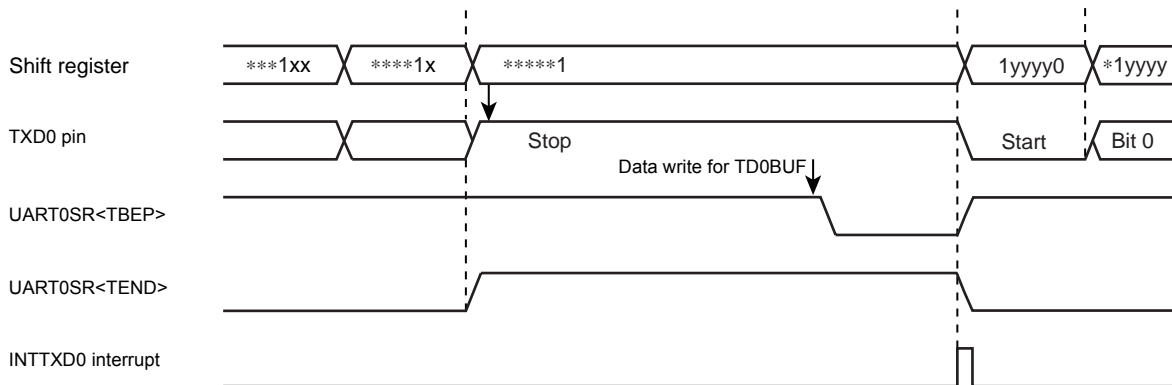 Shift register ***1xx ****1x *****1 1yyyy0 *1yyyy
TXD0 pin Stop Start Bit 0
Data write for TD0BUF
UART0SR<TBEP>
UART0SR<TEND>
INTTXD0 interrupt